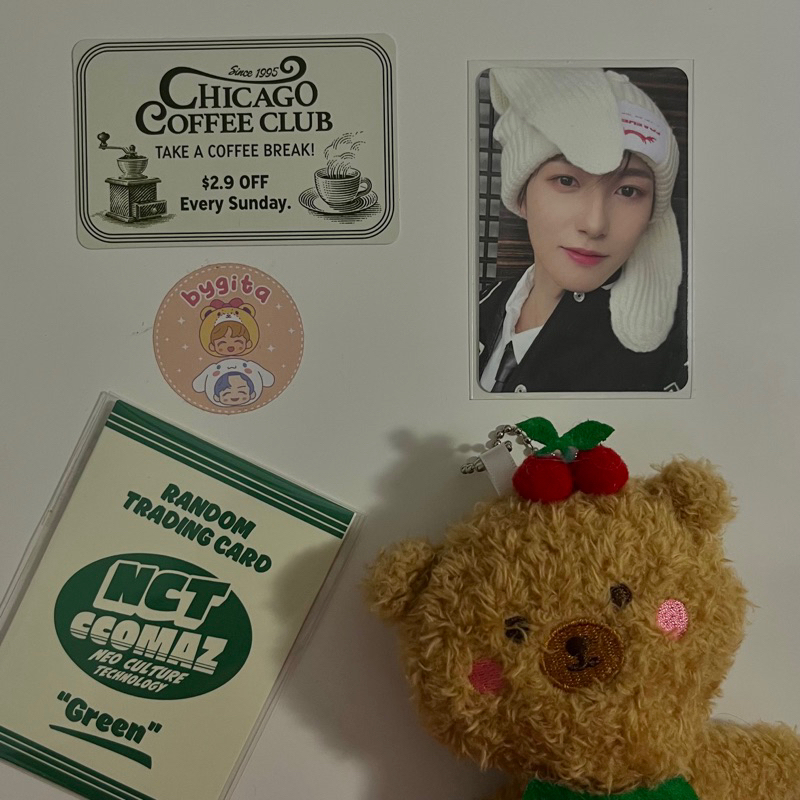 Since 1995
CHICAGO
COFFEE CLUB
TAKE A COFFEE BREAK!
$2.9 OFF
Every Sunday.
bygita
RANDOM
TRADING CARD
NCT
CCOMAZ
NEO CULTURE
TECHNOLOGY
"Green"